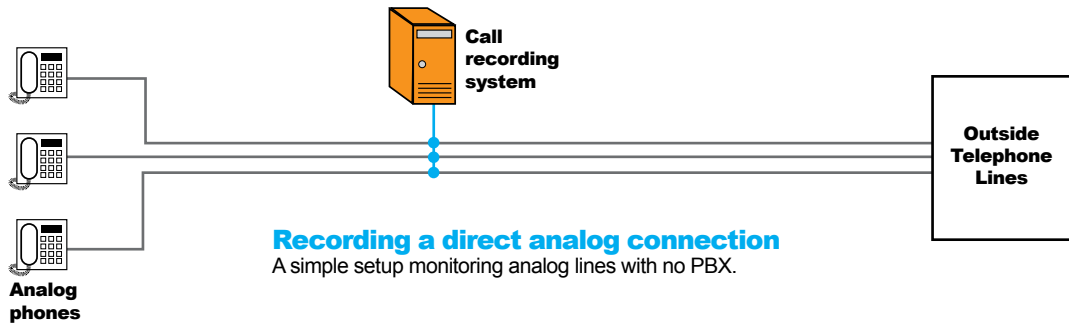 Call
recording
system
Outside
Telephone
Lines
Recording a direct analog connection
A simple setup monitoring analog lines with no PBX.
Analog
phones